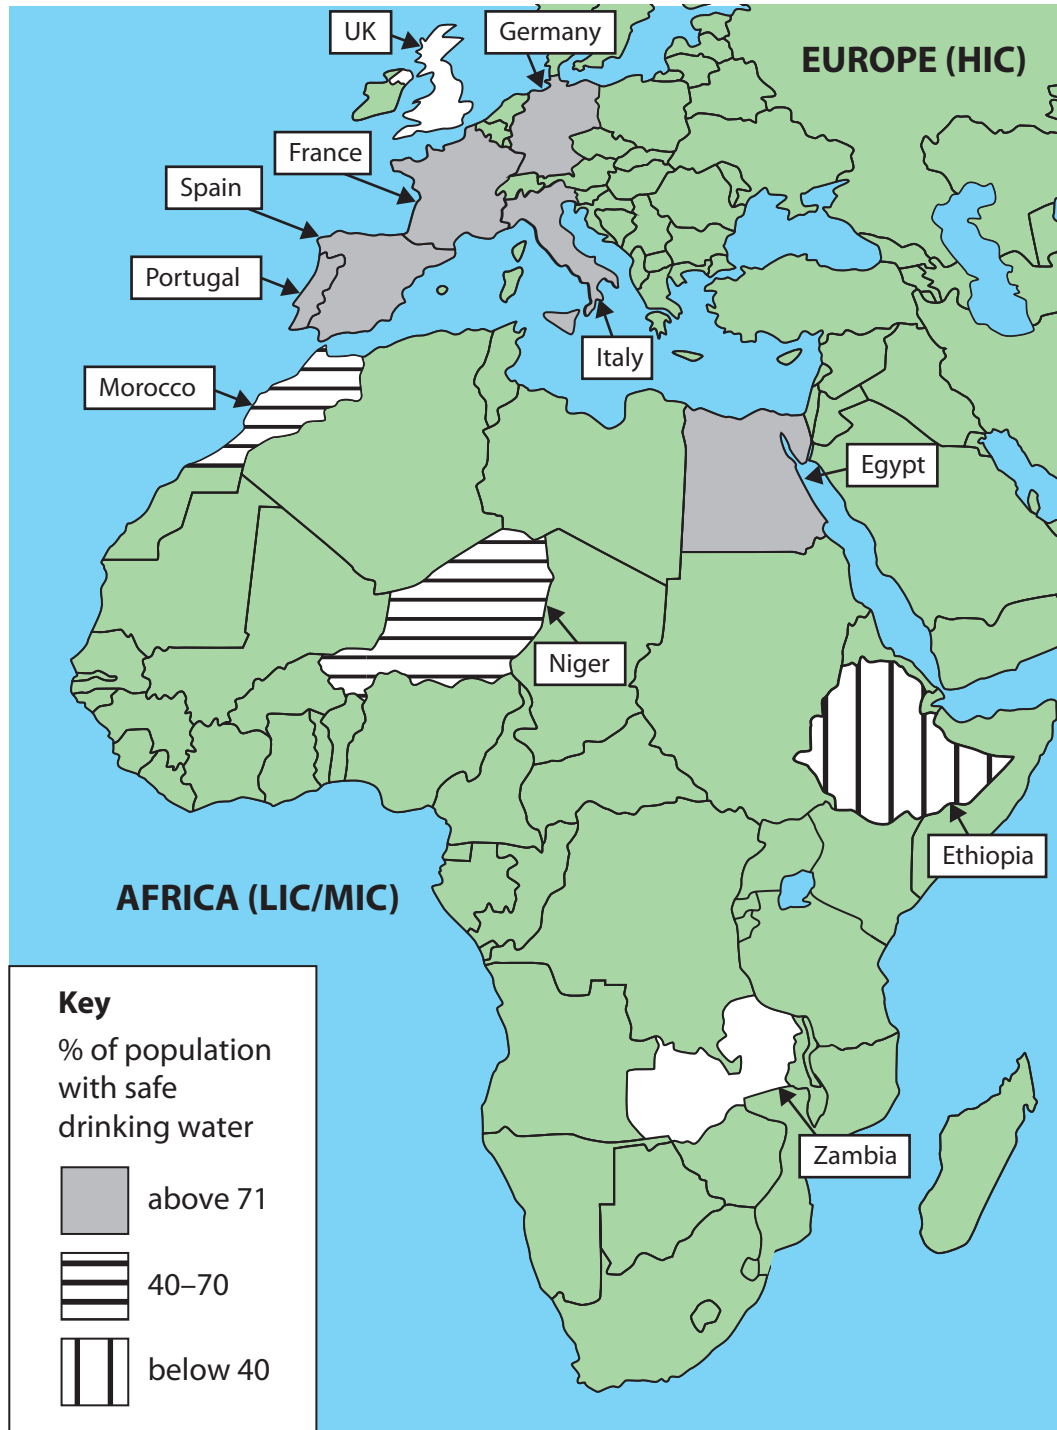 UK
Germany
EUROPE (HIC)
France
Spain
Portugal
Italy
Morocco
Egypt
Niger
Ethiopia
AFRICA (LIC/MIC)
Zambia
Key
% of population
with safe
drinking water
above 71
40–70
below 40